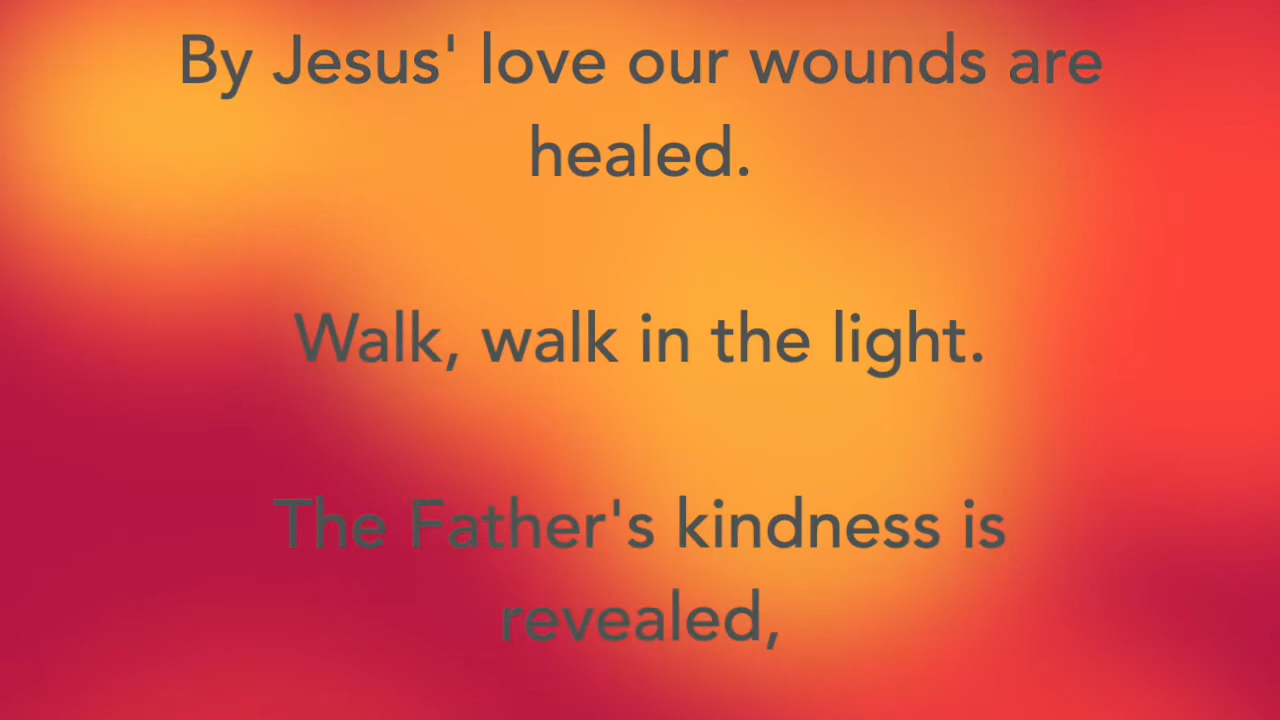 By Jesus' love our wounds are
healed.
Walk, walk in the light.
The Father's kindness is
revealed,